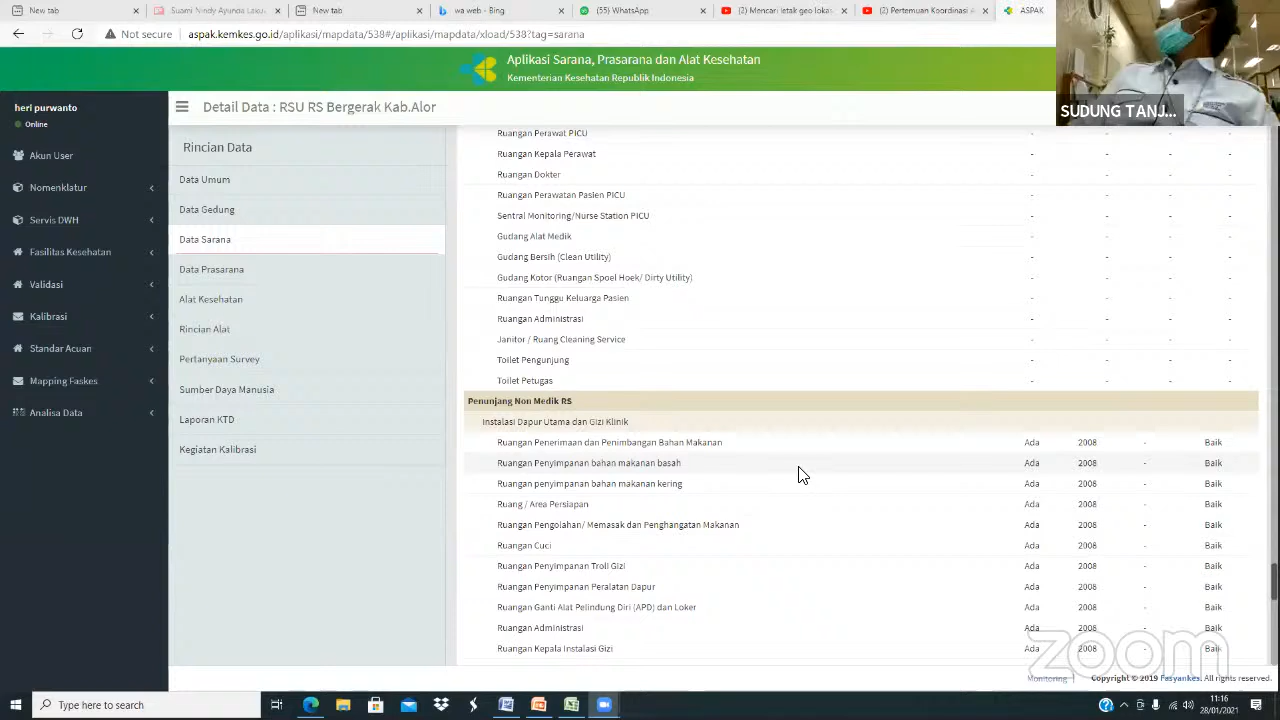 New Tab
Suami Nindy Ayunda Laku
New Tab
wa web - Bing
(55) WhatsApp
(2) Mencari letak geo lokas
(2) Pertemuan Koordinasi A
ASPAK
Not secure
aspak.kemkes.go.id/aplikasi/mapdata/538#/aplikasi/mapdata/xload/538?tag=sarana
Aplikasi Sarana, Prasarana dan Alat Kesehatan
Kementerian Kesehatan Republik Indonesia
SUDUNG TANJ...
heri purwanto
Online
Akun User
Nomenklatur
Servis DWH
Fasilitas Kesehatan
Validasi
Kalibrasi
Standar Acuan
Mapping Faskes
Analisa Data
Detail Data : RSU RS Bergerak Kab.Alor
Rincian Data
Data Umum
Data Gedung
Data Sarana
Data Prasarana
Alat Kesehatan
Rincian Alat
Pertanyaan Survey
Sumber Daya Manusia
Laporan KTD
Kegiatan Kalibrasi
Ruangan Perawat PICU - - - -
Ruangan Kepala Perawat - - - -
Ruangan Dokter - - - -
Ruangan Perawatan Pasien PICU - - - -
Sentral Monitoring/Nurse Station PICU - - - -
Gudang Alat Medik - - - -
Gudang Bersih (Clean Utility) - - - -
Gudang Kotor (Ruangan Spoel Hoek/ Dirty Utility) - - - -
Ruangan Tunggu Keluarga Pasien - - - -
Ruangan Administrasi - - - -
Janitor / Ruang Cleaning Service - - - -
Toilet Pengunjung - - - -
Toilet Petugas - - - -
Penunjang Non Medik RS
Instalasi Dapur Utama dan Gizi Klinik
Ruangan Penerimaan dan Penimbangan Bahan Makanan Ada 2008 - Baik
Ruangan Penyimpanan bahan makanan basah Ada 2008 - Baik
Ruangan penyimpanan bahan makanan kering Ada 2008 - Baik
Ruang / Area Persiapan Ada 2008 - Baik
Ruangan Pengolahan/ Memasak dan Penghangatan Makanan Ada 2008 - Baik
Ruangan Cuci Ada 2008 - Baik
Ruangan Penyimpanan Troli Gizi Ada 2008 - Baik
Ruangan Penyimpanan Peralatan Dapur Ada 2008 - Baik
Ruangan Ganti Alat Pelindung Diri (APD) dan Loker Ada 2008 - Baik
Ruangan Administrasi Ada 2008 - Baik
Ruangan Kepala Instalasi Gizi Ada 2008 - Baik
zoom
Monitoring | Copyright © 2019 Fasyankes. All rights reserved.
Type here to search
11:16
28/01/2021